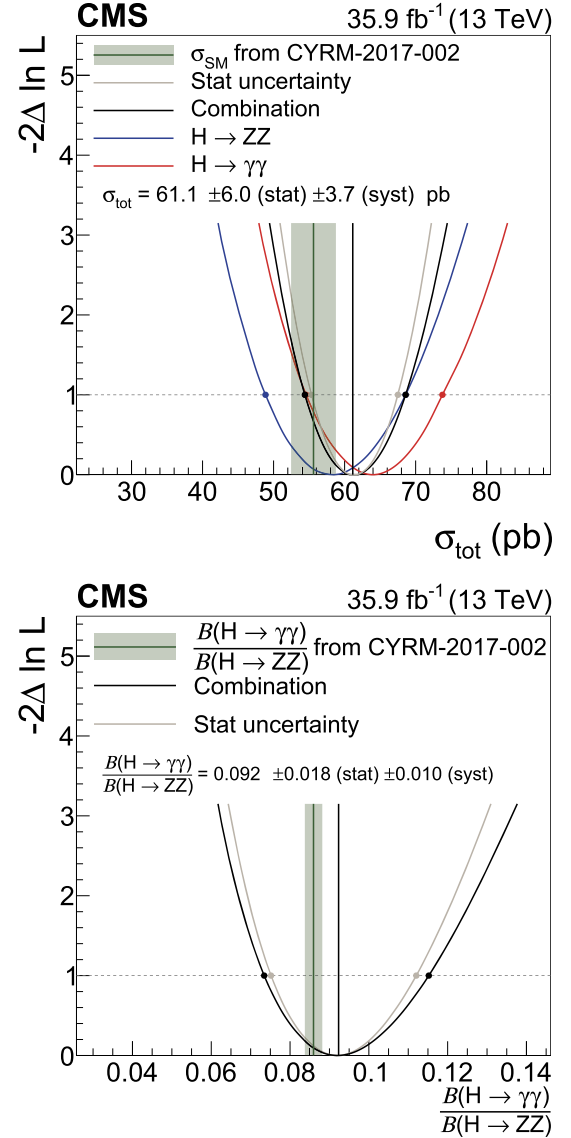 CMS 35.9 fb⁻¹ (13 TeV)
-2Δ ln L
σSM from CYRM-2017-002
Stat uncertainty
Combination
H → ZZ
H → γγ
σtot = 61.1 ±6.0 (stat) ±3.7 (syst) pb
5
4
3
2
1
0
30 40 50 60 70 80
σtot (pb)
CMS 35.9 fb⁻¹ (13 TeV)
-2Δ ln L
B(H → γγ)
B(H → ZZ) from CYRM-2017-002
Combination
Stat uncertainty
B(H → γγ)
B(H → ZZ) = 0.092 ±0.018 (stat) ±0.010 (syst)
5
4
3
2
1
0
0.04 0.06 0.08 0.1 0.12 0.14
B(H → γγ)
B(H → ZZ)